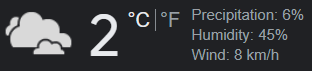 2 °C | °F
Precipitation: 6%
Humidity: 45%
Wind: 8 km/h